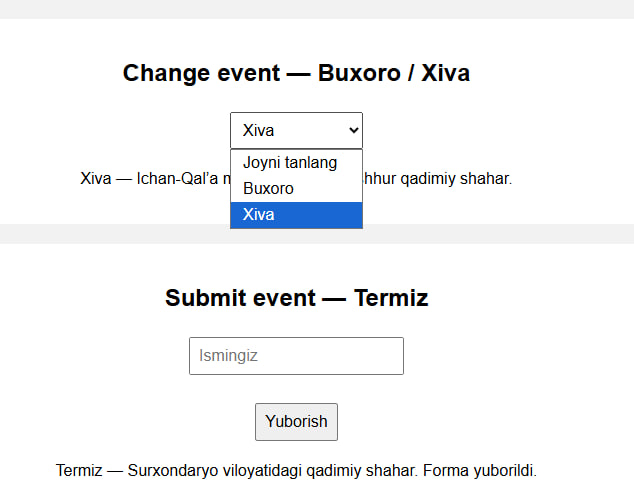 Change event — Buxoro / Xiva
Xiva
Joyni tanlang
Xiva — Ichan-Qal’a hhur qadimiy shahar.
Buxoro
Xiva
Submit event — Termiz
Ismingiz
Yuborish
Termiz — Surxondaryo viloyatidagi qadimiy shahar. Forma yuborildi.